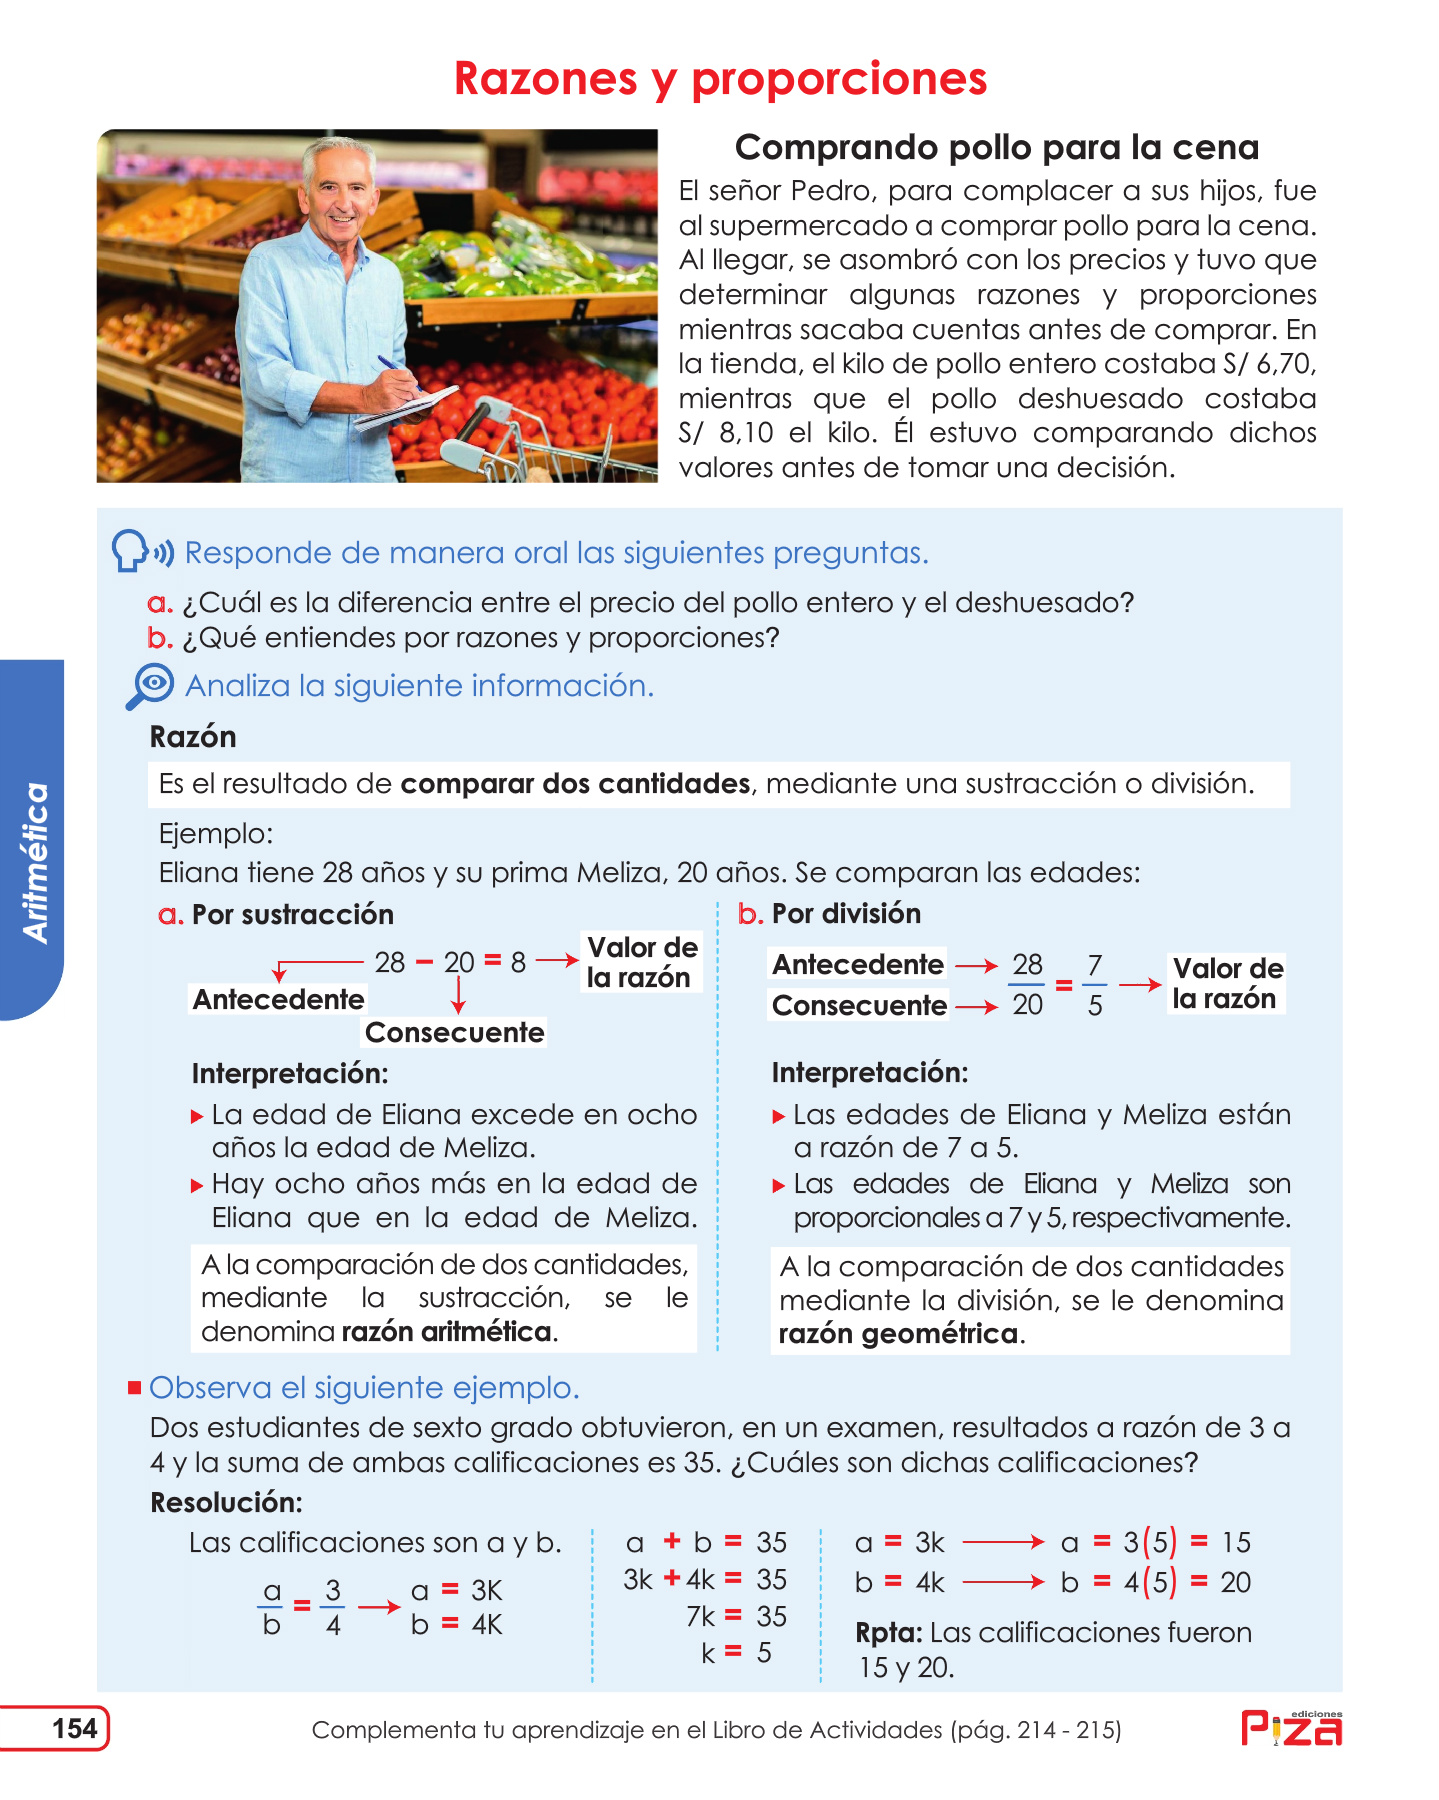 Razones y proporciones
Comprando pollo para la cena
El señor Pedro, para complacer a sus hijos, fue
al supermercado a comprar pollo para la cena.
Al llegar, se asombró con los precios y tuvo que
determinar algunas razones y proporciones
mientras sacaba cuentas antes de comprar. En
la tienda, el kilo de pollo entero costaba S/ 6,70,
mientras que el pollo deshuesado costaba
S/ 8,10 el kilo. Él estuvo comparando dichos
valores antes de tomar una decisión.
Responde de manera oral las siguientes preguntas.
a. ¿Cuál es la diferencia entre el precio del pollo entero y el deshuesado?
b. ¿Qué entiendes por razones y proporciones?
Analiza la siguiente información.
Razón
Es el resultado de comparar dos cantidades, mediante una sustracción o división.
Ejemplo:
Eliana tiene 28 años y su prima Meliza, 20 años. Se comparan las edades:
a. Por sustracción
28 − 20 = 8
Valor de
la razón
Antecedente
Consecuente
Interpretación:
La edad de Eliana excede en ocho
años la edad de Meliza.
Hay ocho años más en la edad de
Eliana que en la edad de Meliza.
A la comparación de dos cantidades,
mediante la sustracción, se le
denomina razón aritmética.
b. Por división
Antecedente 28 = 7
Consecuente 20 5
Valor de
la razón
Interpretación:
Las edades de Eliana y Meliza están
a razón de 7 a 5.
Las edades de Eliana y Meliza son
proporcionales a 7 y 5, respectivamente.
A la comparación de dos cantidades
mediante la división, se le denomina
razón geométrica.
Observa el siguiente ejemplo.
Dos estudiantes de sexto grado obtuvieron, en un examen, resultados a razón de 3 a
4 y la suma de ambas calificaciones es 35. ¿Cuáles son dichas calificaciones?
Resolución:
Las calificaciones son a y b.
a = 3 a = 3K
b 4 b = 4K
a + b = 35
3k + 4k = 35
7k = 35
k = 5
a = 3k a = 3(5) = 15
b = 4k b = 4(5) = 20
Rpta: Las calificaciones fueron
15 y 20.
Aritmética
154
Complementa tu aprendizaje en el Libro de Actividades (pág. 214 - 215)
ediciones
Piza